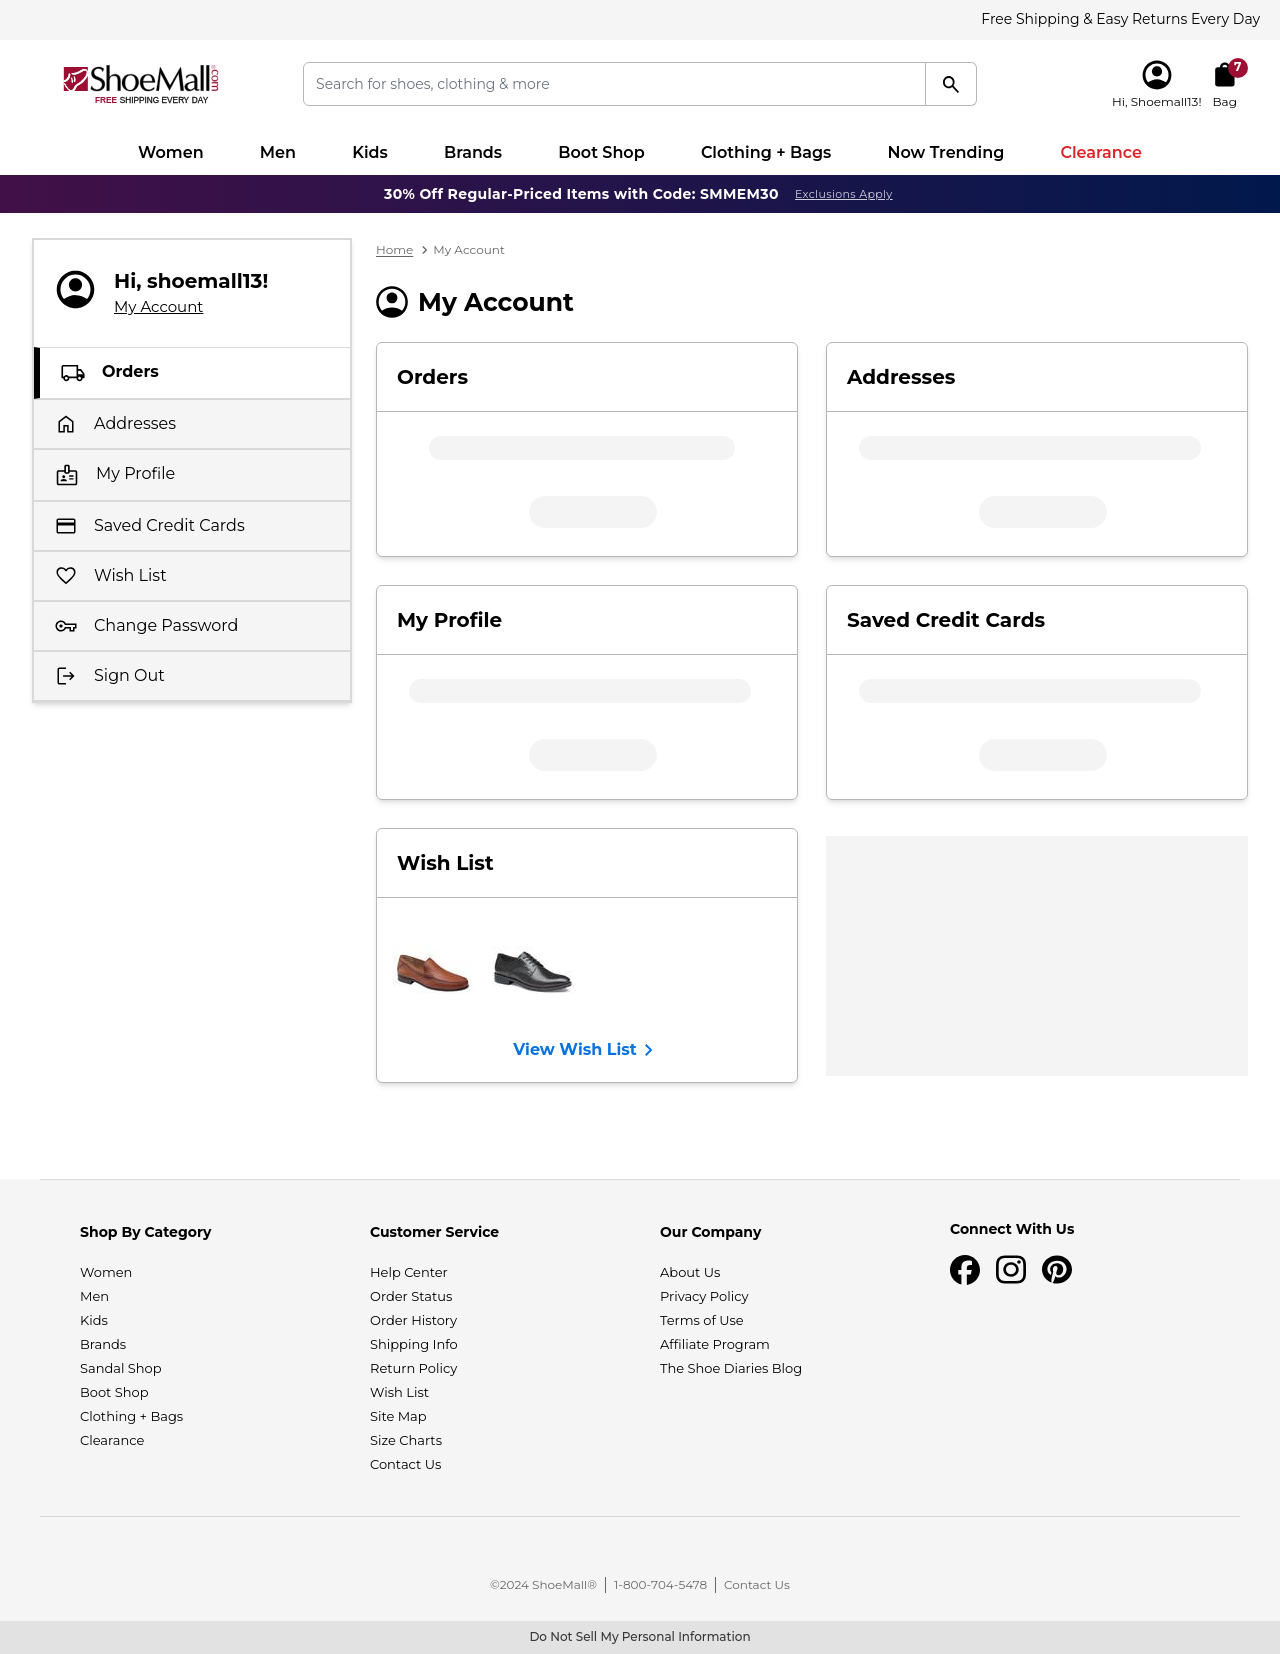 Free Shipping & Easy Returns Every Day
ShoeMall.com
FREE SHIPPING EVERY DAY
Search for shoes, clothing & more
Hi, Shoemall13!
7
Bag
Women Men Kids Brands Boot Shop Clothing + Bags Now Trending Clearance
30% Off Regular-Priced Items with Code: SMMEM30 Exclusions Apply
Hi, shoemall13!
My Account
Orders
Addresses
My Profile
Saved Credit Cards
Wish List
Change Password
Sign Out
Home > My Account
My Account
Orders
Addresses
My Profile
Saved Credit Cards
Wish List
View Wish List
Shop By Category
Women
Men
Kids
Brands
Sandal Shop
Boot Shop
Clothing + Bags
Clearance
Customer Service
Help Center
Order Status
Order History
Shipping Info
Return Policy
Wish List
Site Map
Size Charts
Contact Us
Our Company
About Us
Privacy Policy
Terms of Use
Affiliate Program
The Shoe Diaries Blog
Connect With Us
©2024 ShoeMall® | 1-800-704-5478 | Contact Us
Do Not Sell My Personal Information